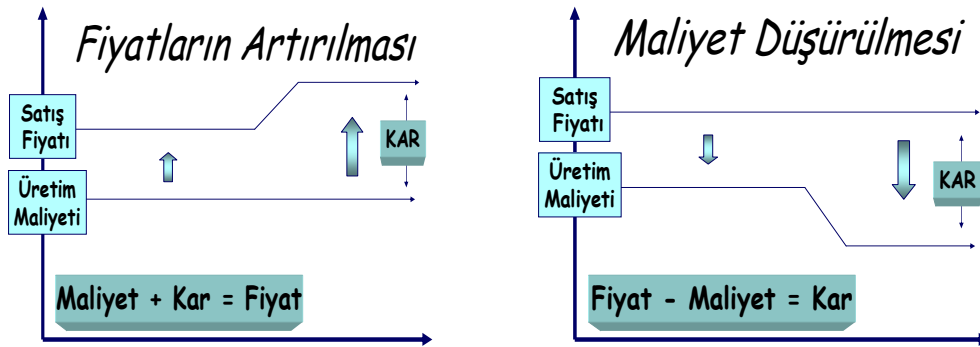 Fiyatların Artırılması
Satış
Fiyatı
KAR
Üretim
Maliyeti
Maliyet + Kar = Fiyat
Maliyet Düşürülmesi
Satış
Fiyatı
Üretim
Maliyeti
KAR
Fiyat - Maliyet = Kar